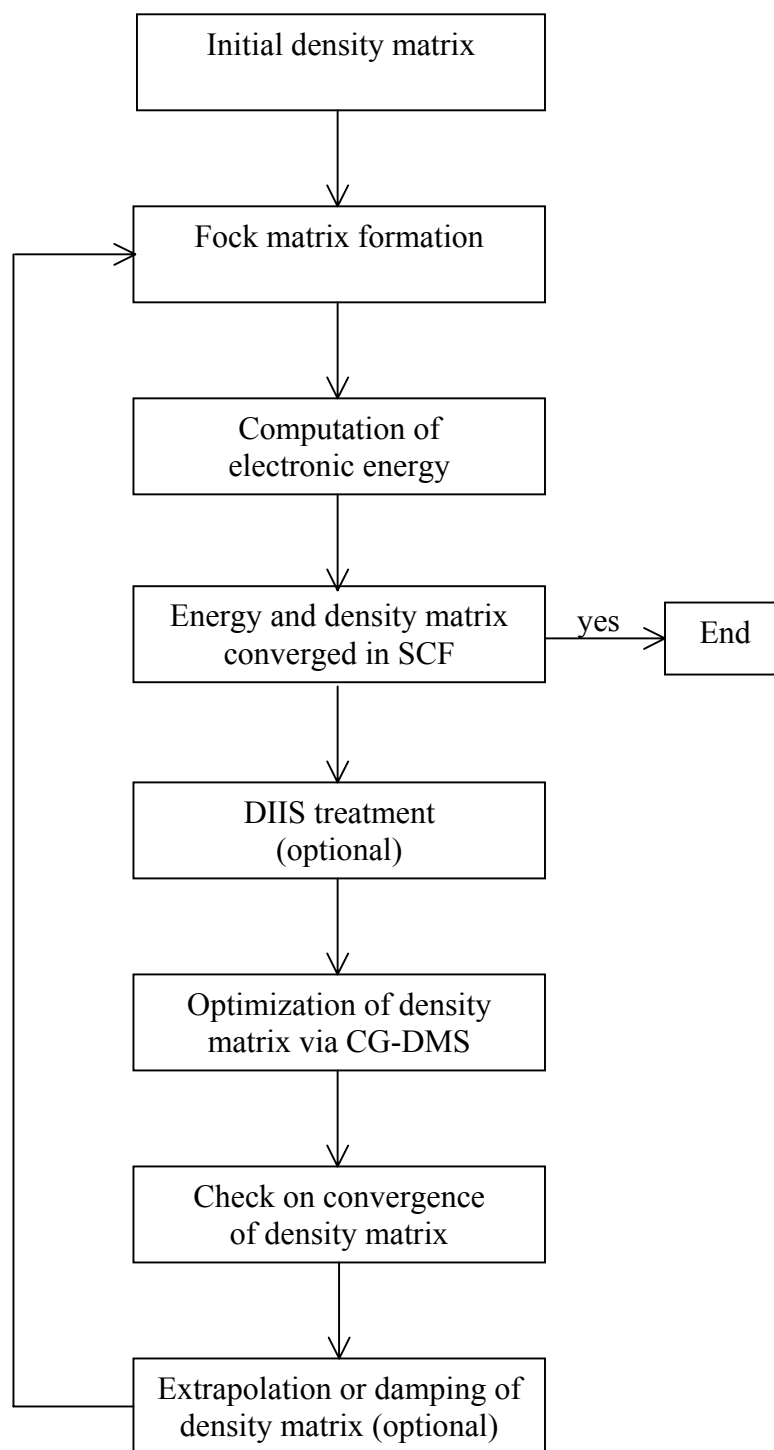 Initial density matrix
Fock matrix formation
Computation of
electronic energy
Energy and density matrix
converged in SCF
yes
End
DIIS treatment
(optional)
Optimization of density
matrix via CG-DMS
Check on convergence
of density matrix
Extrapolation or damping of
density matrix (optional)